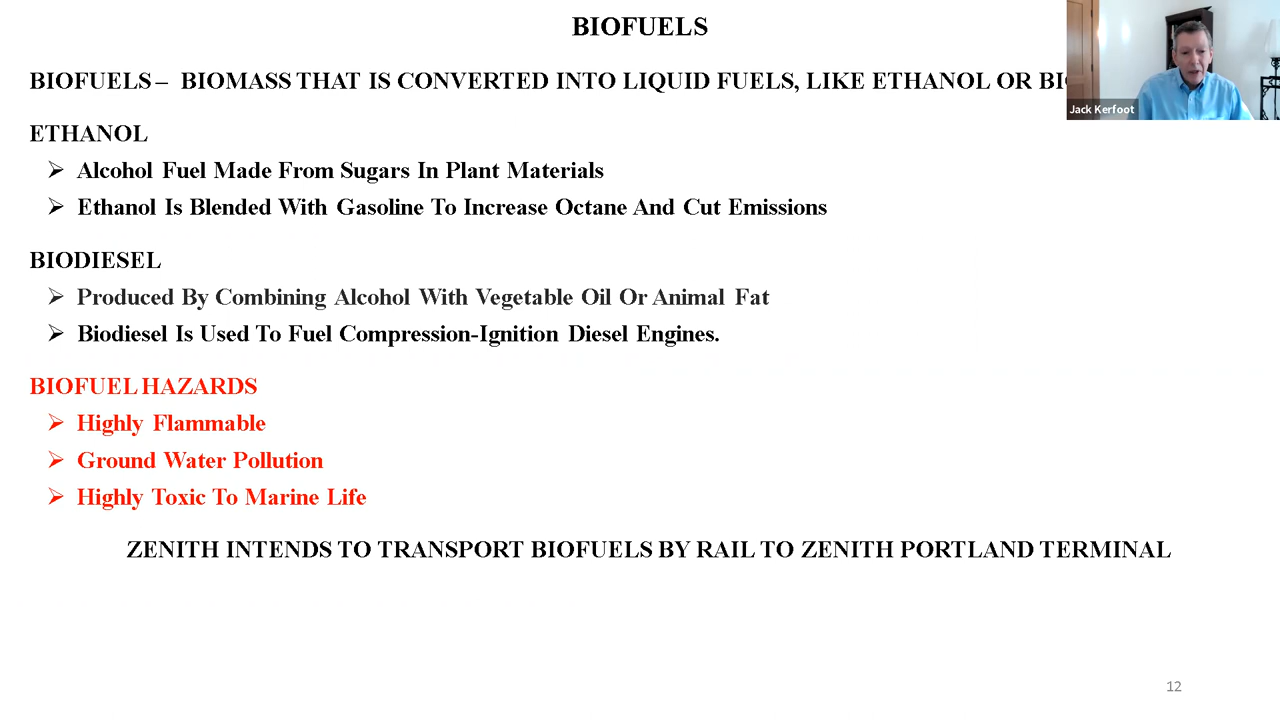 BIOFUELS
BIOFUELS – BIOMASS THAT IS CONVERTED INTO LIQUID FUELS, LIKE ETHANOL OR
Jack Kerfoot
ETHANOL
➢ Alcohol Fuel Made From Sugars In Plant Materials
➢ Ethanol Is Blended With Gasoline To Increase Octane And Cut Emissions
BIODIESEL
➢ Produced By Combining Alcohol With Vegetable Oil Or Animal Fat
➢ Biodiesel Is Used To Fuel Compression-Ignition Diesel Engines.
BIOFUEL HAZARDS
➢ Highly Flammable
➢ Ground Water Pollution
➢ Highly Toxic To Marine Life
ZENITH INTENDS TO TRANSPORT BIOFUELS BY RAIL TO ZENITH PORTLAND TERMINAL
12